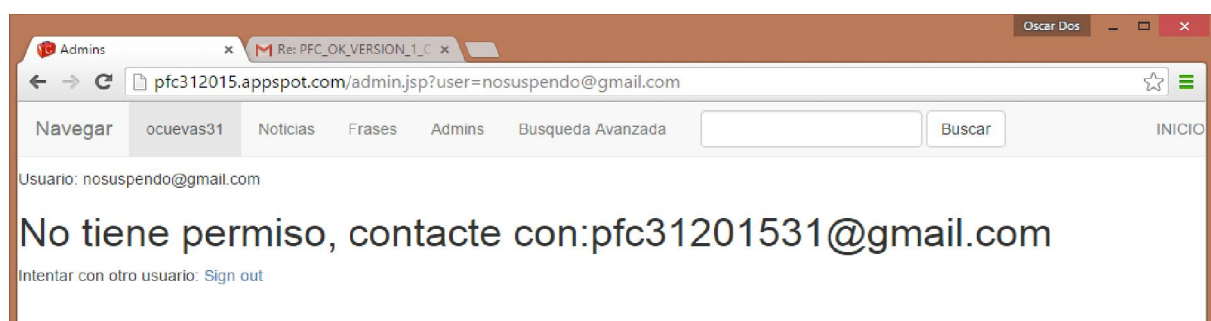 Oscar Dos
Admins
Re: PFC_OK_VERSION_1_C
pfc312015.appspot.com/admin.jsp?user=nosuspendo@gmail.com
Navegar ocuevas31 Noticias Frases Admins Busqueda Avanzada Buscar INICIO
Usuario: nosuspendo@gmail.com
No tiene permiso, contacte con:pfc31201531@gmail.com
Intentar con otro usuario: Sign out